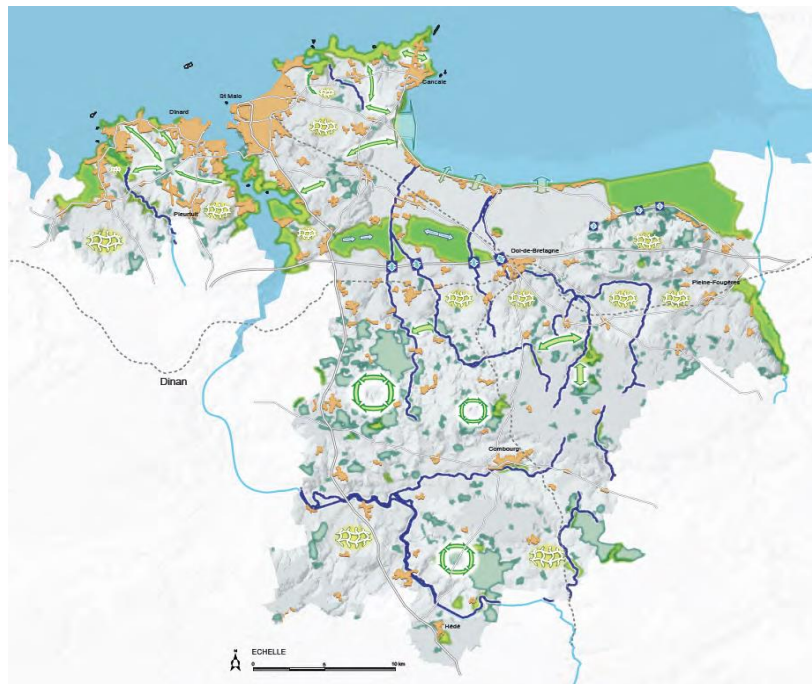 St Malo
Cancale
Dinard
Pleurtuit
Dol-de-Bretagne
Pleine-Fougères
Dinan
Combourg
Hédé
N
ECHELLE
0
5
10 km